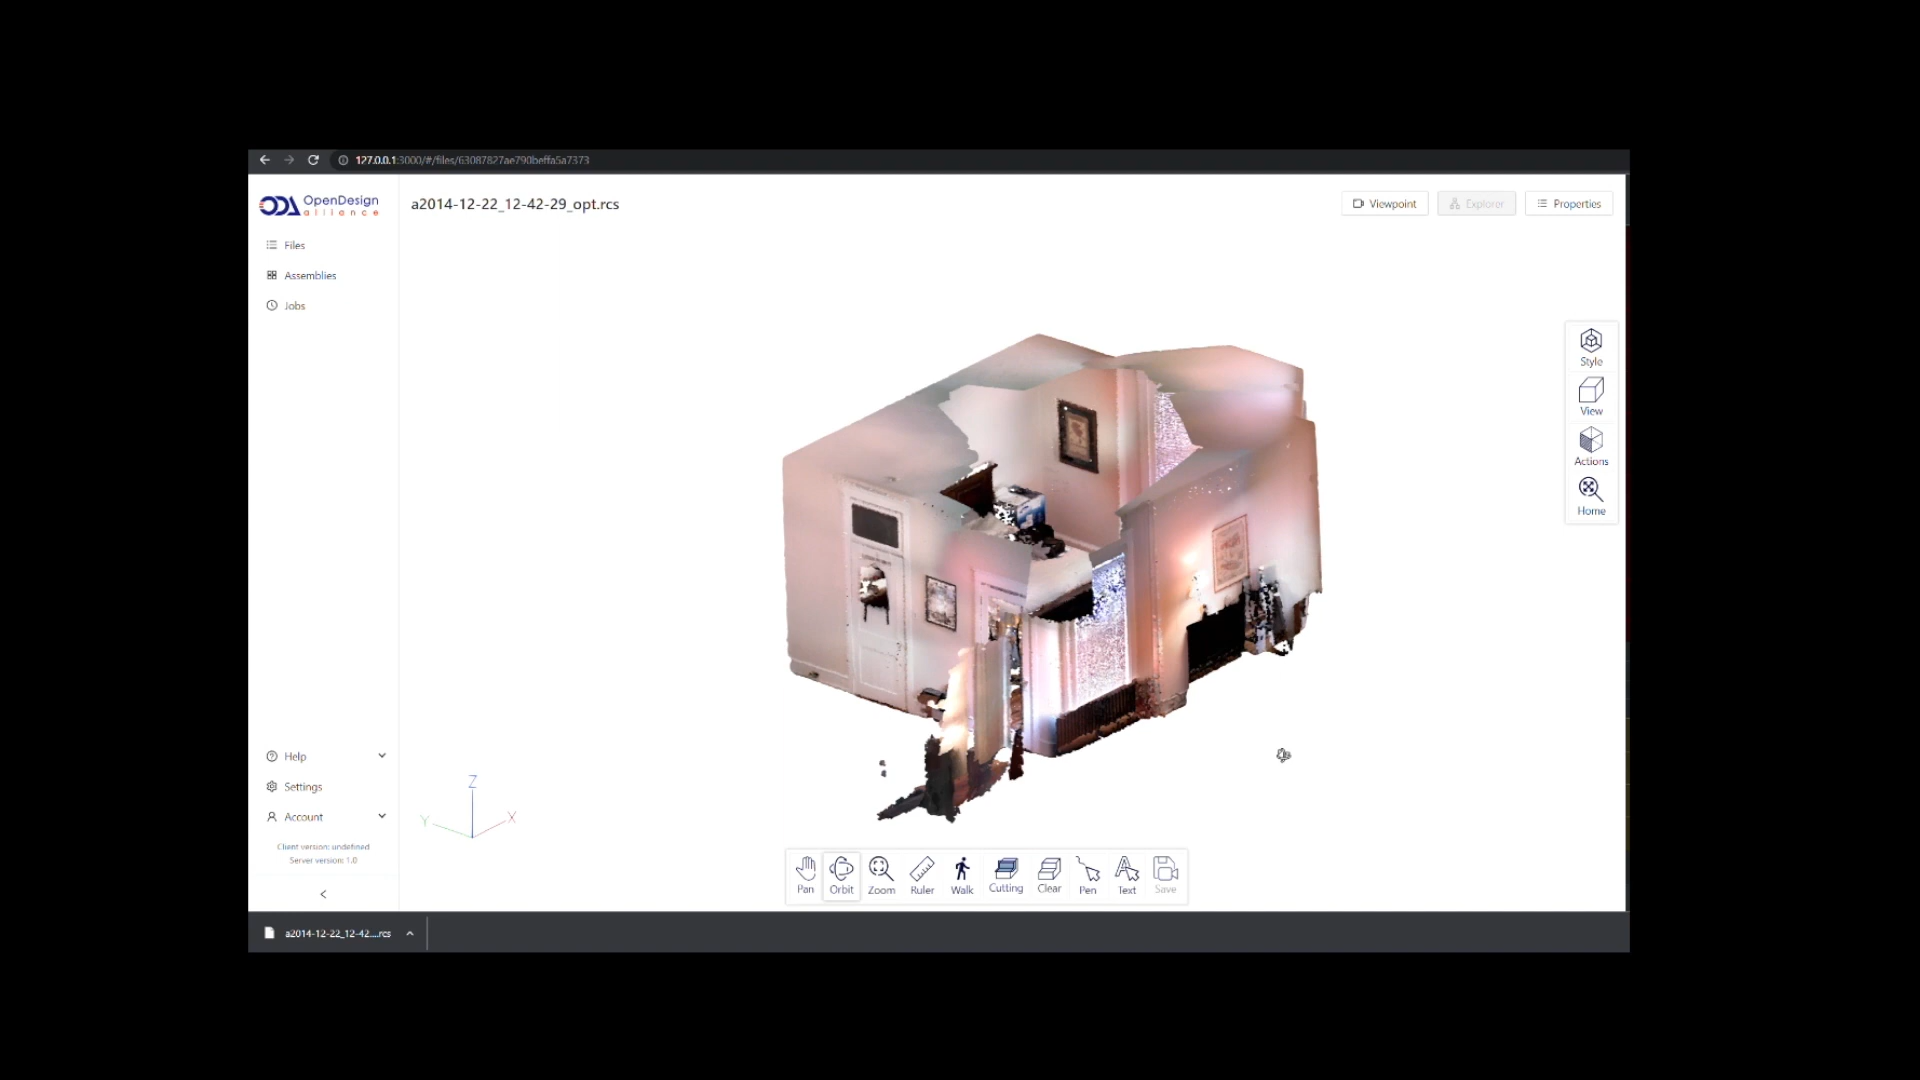 127.0.0.1:3000/#/files/63087827ae790beffa5a7373
ODA OpenDesign
alliance
a2014-12-22_12-42-29_opt.rcs
Viewpoint
Explorer
Properties
Files
Assemblies
Jobs
Style
View
Actions
Home
Help
Settings
Account
Client version: undefined
Server version: 1.0
Z
Y
X
Pan
Orbit
Zoom
Ruler
Walk
Cutting
Clear
Pen
Text
Save
a2014-12-22_12-42....rcs